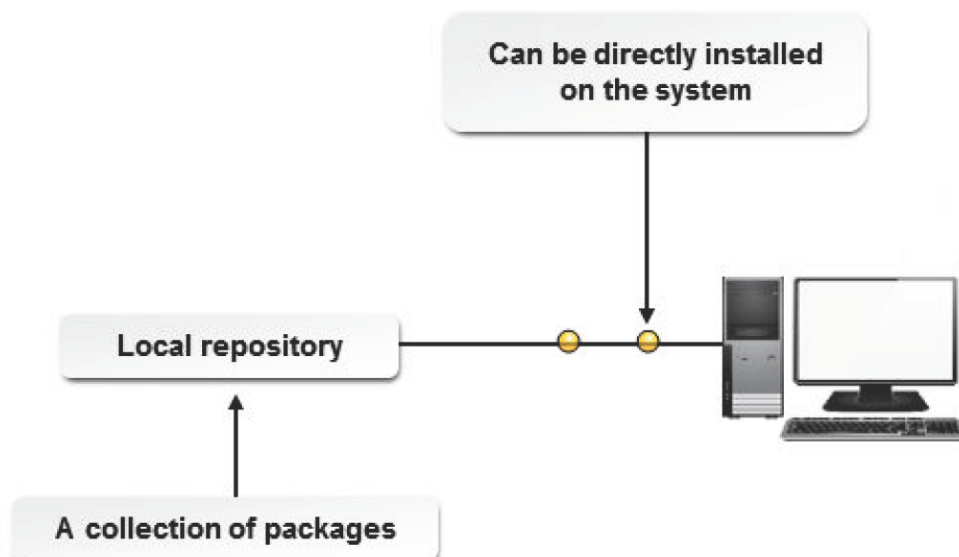 Can be directly installed
on the system
Local repository
A collection of packages